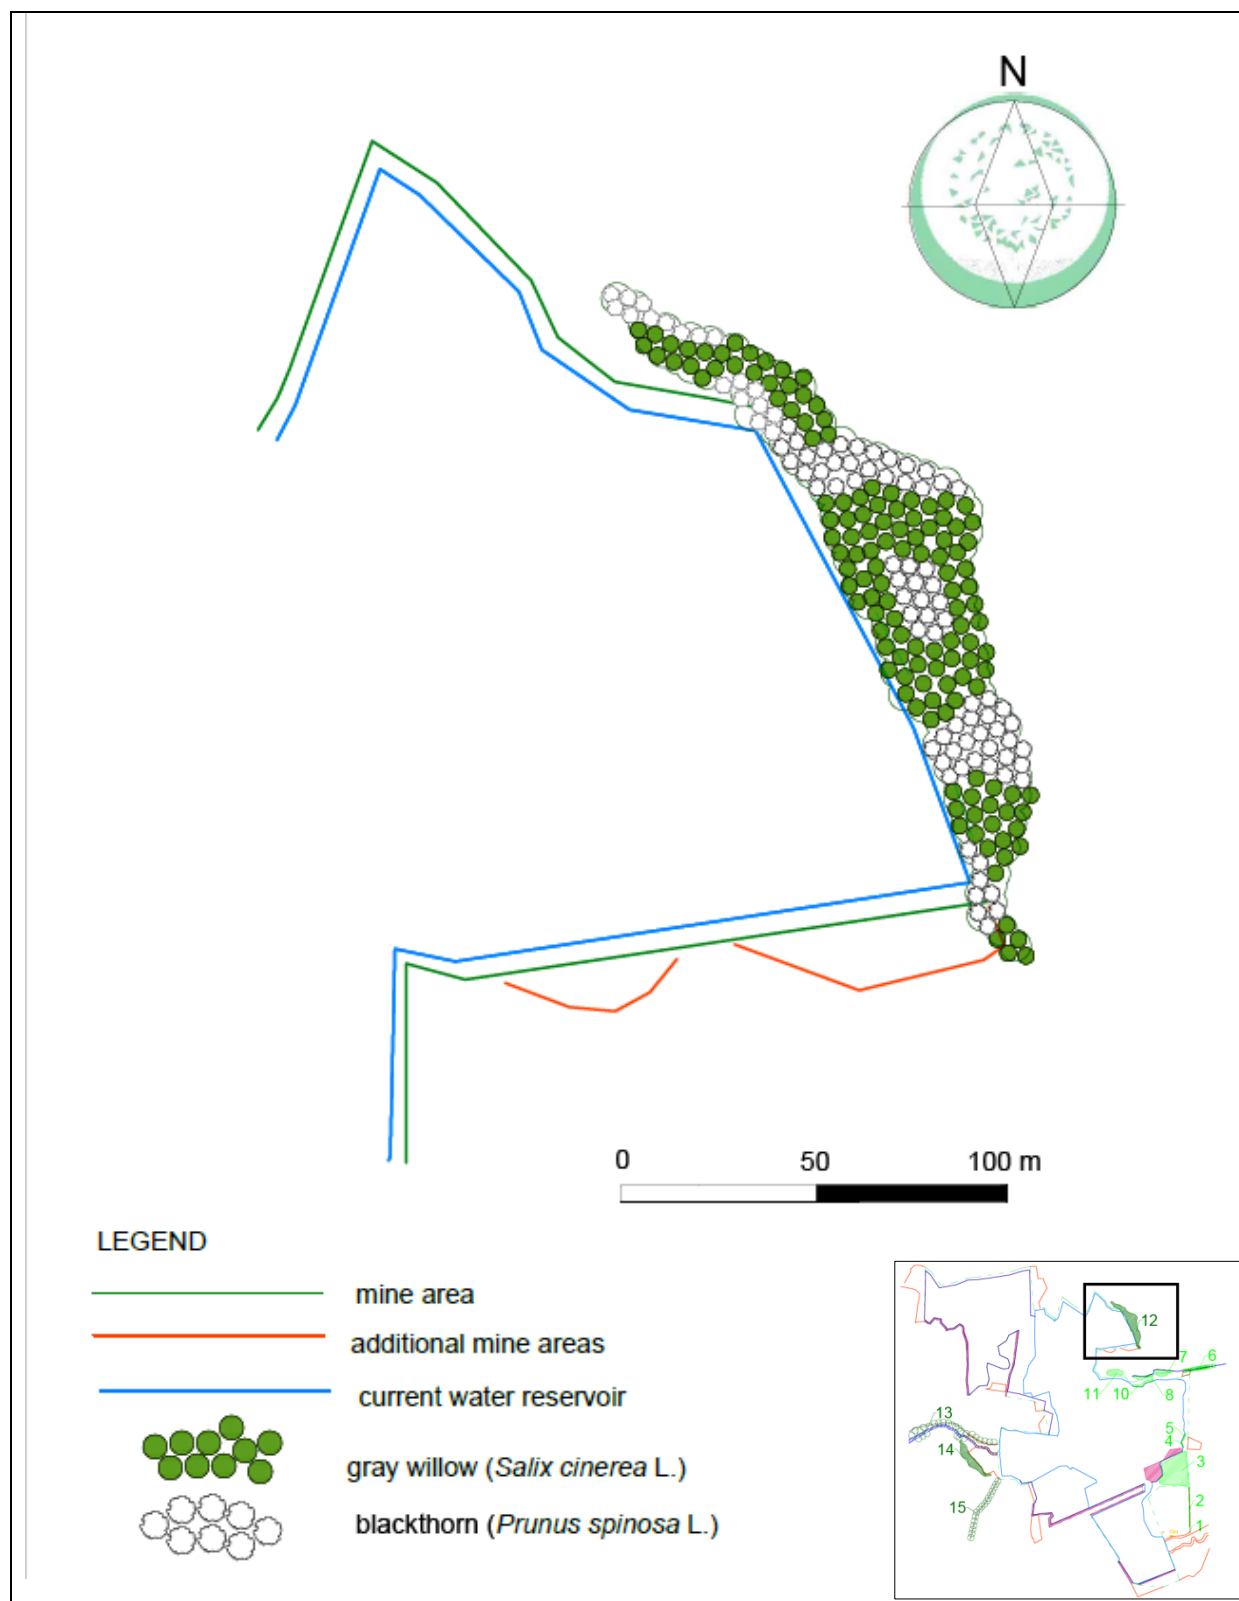 N
0 50 100 m
LEGEND
mine area
additional mine areas
current water reservoir
gray willow (Salix cinerea L.)
blackthorn (Prunus spinosa L.)
12
7 6
11 10 8
13
14
15
5
4
3
2
1